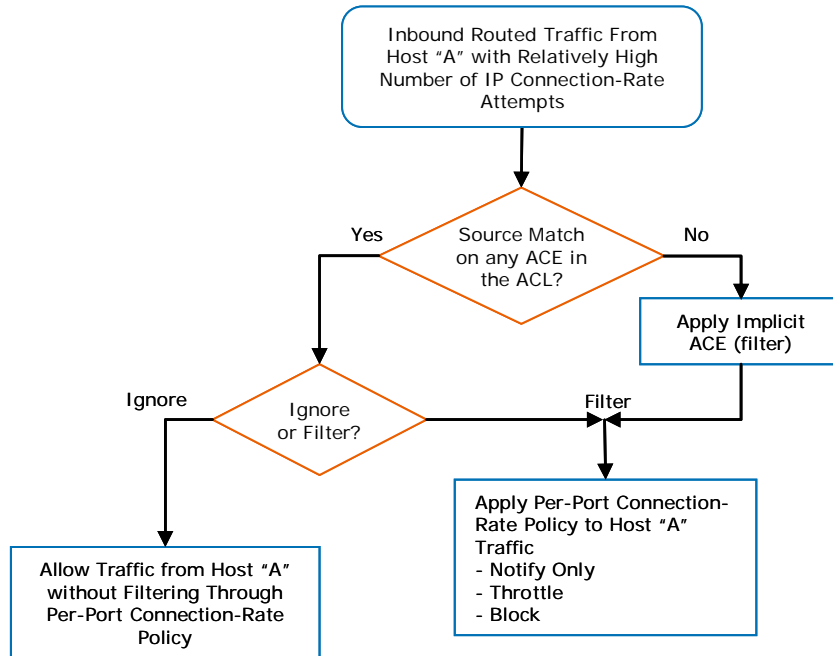 Inbound Routed Traffic From
Host “A” with Relatively High
Number of IP Connection-Rate
Attempts
Yes
Source Match
on any ACE in
the ACL?
No
Apply Implicit
ACE (filter)
Ignore
Ignore
or Filter?
Filter
Apply Per-Port Connection-
Rate Policy to Host “A”
Traffic
- Notify Only
- Throttle
- Block
Allow Traffic from Host “A”
without Filtering Through
Per-Port Connection-Rate
Policy